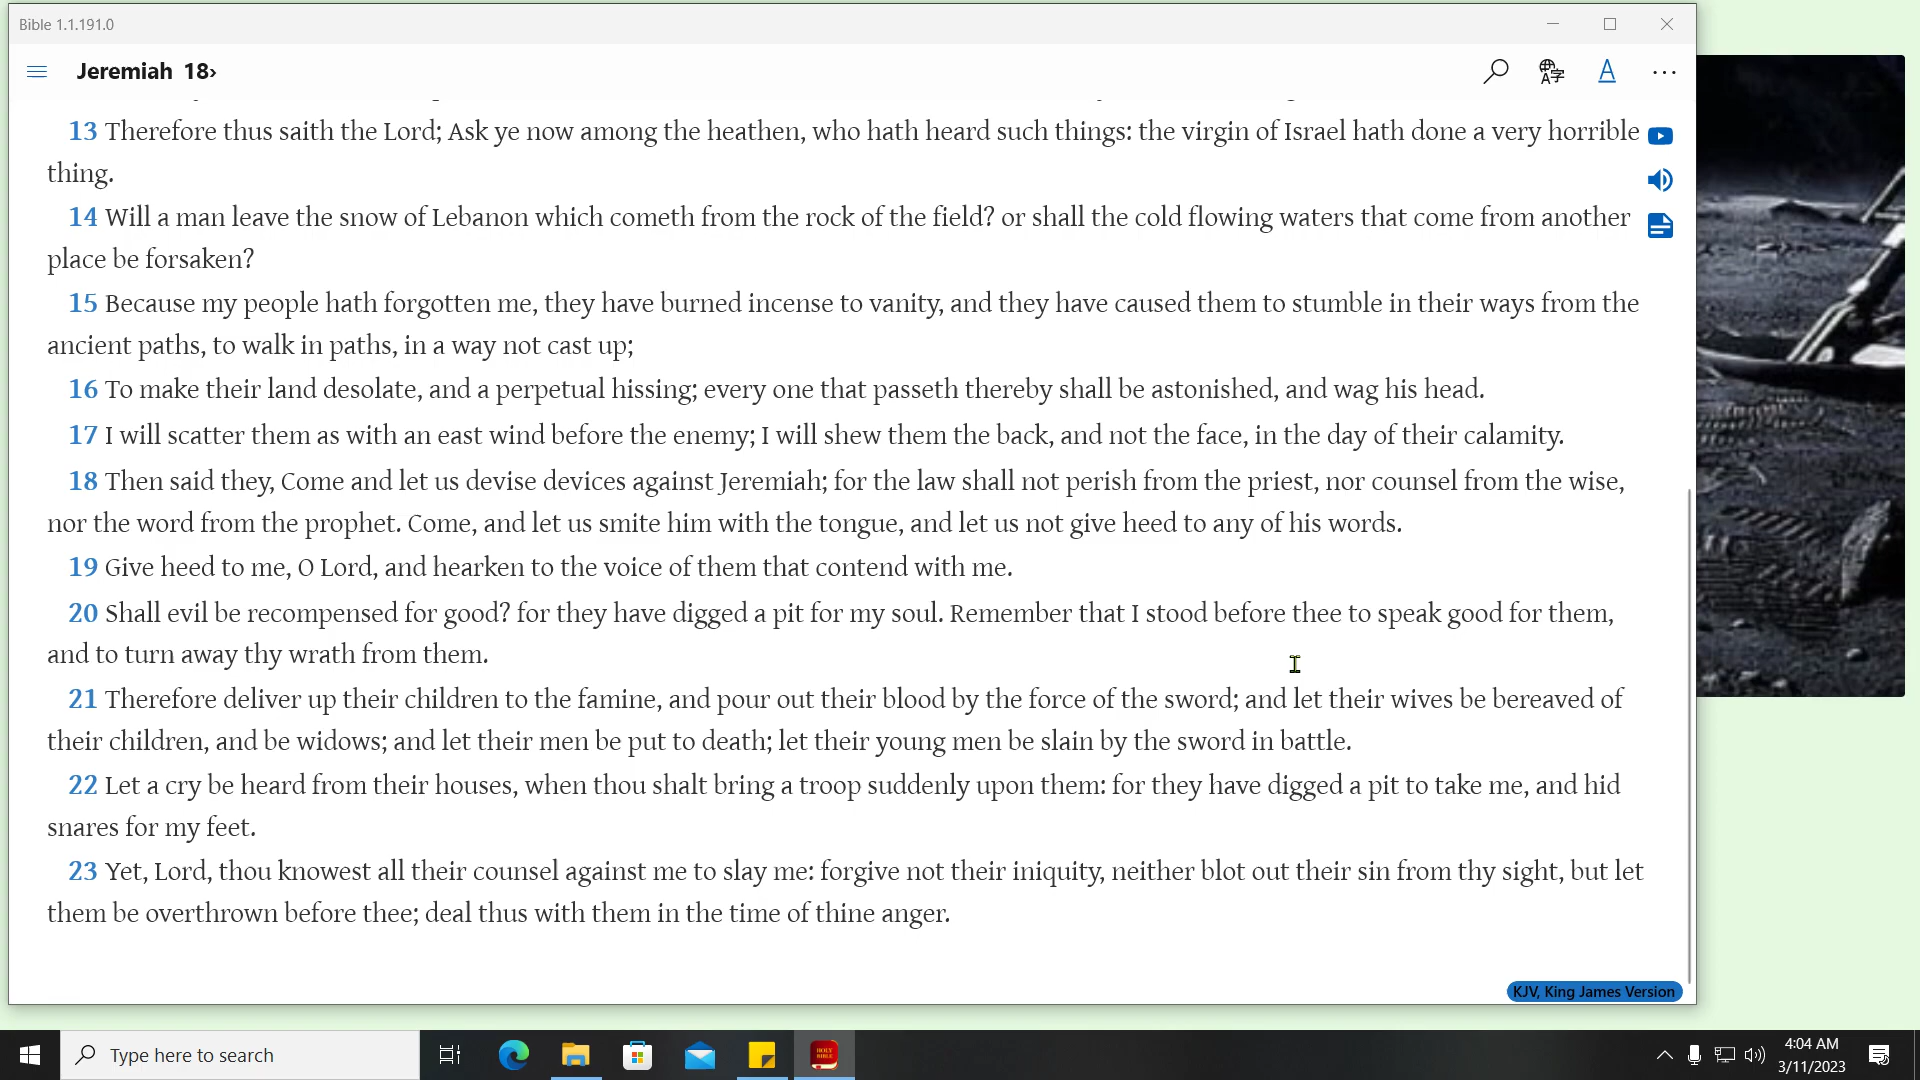 Bible 1.1.191.0
Jeremiah 18›
13 Therefore thus saith the Lord; Ask ye now among the heathen, who hath heard such things: the virgin of Israel hath done a very horrible
thing.
14 Will a man leave the snow of Lebanon which cometh from the rock of the field? or shall the cold flowing waters that come from another
place be forsaken?
15 Because my people hath forgotten me, they have burned incense to vanity, and they have caused them to stumble in their ways from the
ancient paths, to walk in paths, in a way not cast up;
16 To make their land desolate, and a perpetual hissing; every one that passeth thereby shall be astonished, and wag his head.
17 I will scatter them as with an east wind before the enemy; I will shew them the back, and not the face, in the day of their calamity.
18 Then said they, Come and let us devise devices against Jeremiah; for the law shall not perish from the priest, nor counsel from the wise,
nor the word from the prophet. Come, and let us smite him with the tongue, and let us not give heed to any of his words.
19 Give heed to me, O Lord, and hearken to the voice of them that contend with me.
20 Shall evil be recompensed for good? for they have digged a pit for my soul. Remember that I stood before thee to speak good for them,
and to turn away thy wrath from them.
21 Therefore deliver up their children to the famine, and pour out their blood by the force of the sword; and let their wives be bereaved of
their children, and be widows; and let their men be put to death; let their young men be slain by the sword in battle.
22 Let a cry be heard from their houses, when thou shalt bring a troop suddenly upon them: for they have digged a pit to take me, and hid
snares for my feet.
23 Yet, Lord, thou knowest all their counsel against me to slay me: forgive not their iniquity, neither blot out their sin from thy sight, but let
them be overthrown before thee; deal thus with them in the time of thine anger.
KJV, King James Version
Type here to search
HOLY BIBLE
4:04 AM
3/11/2023